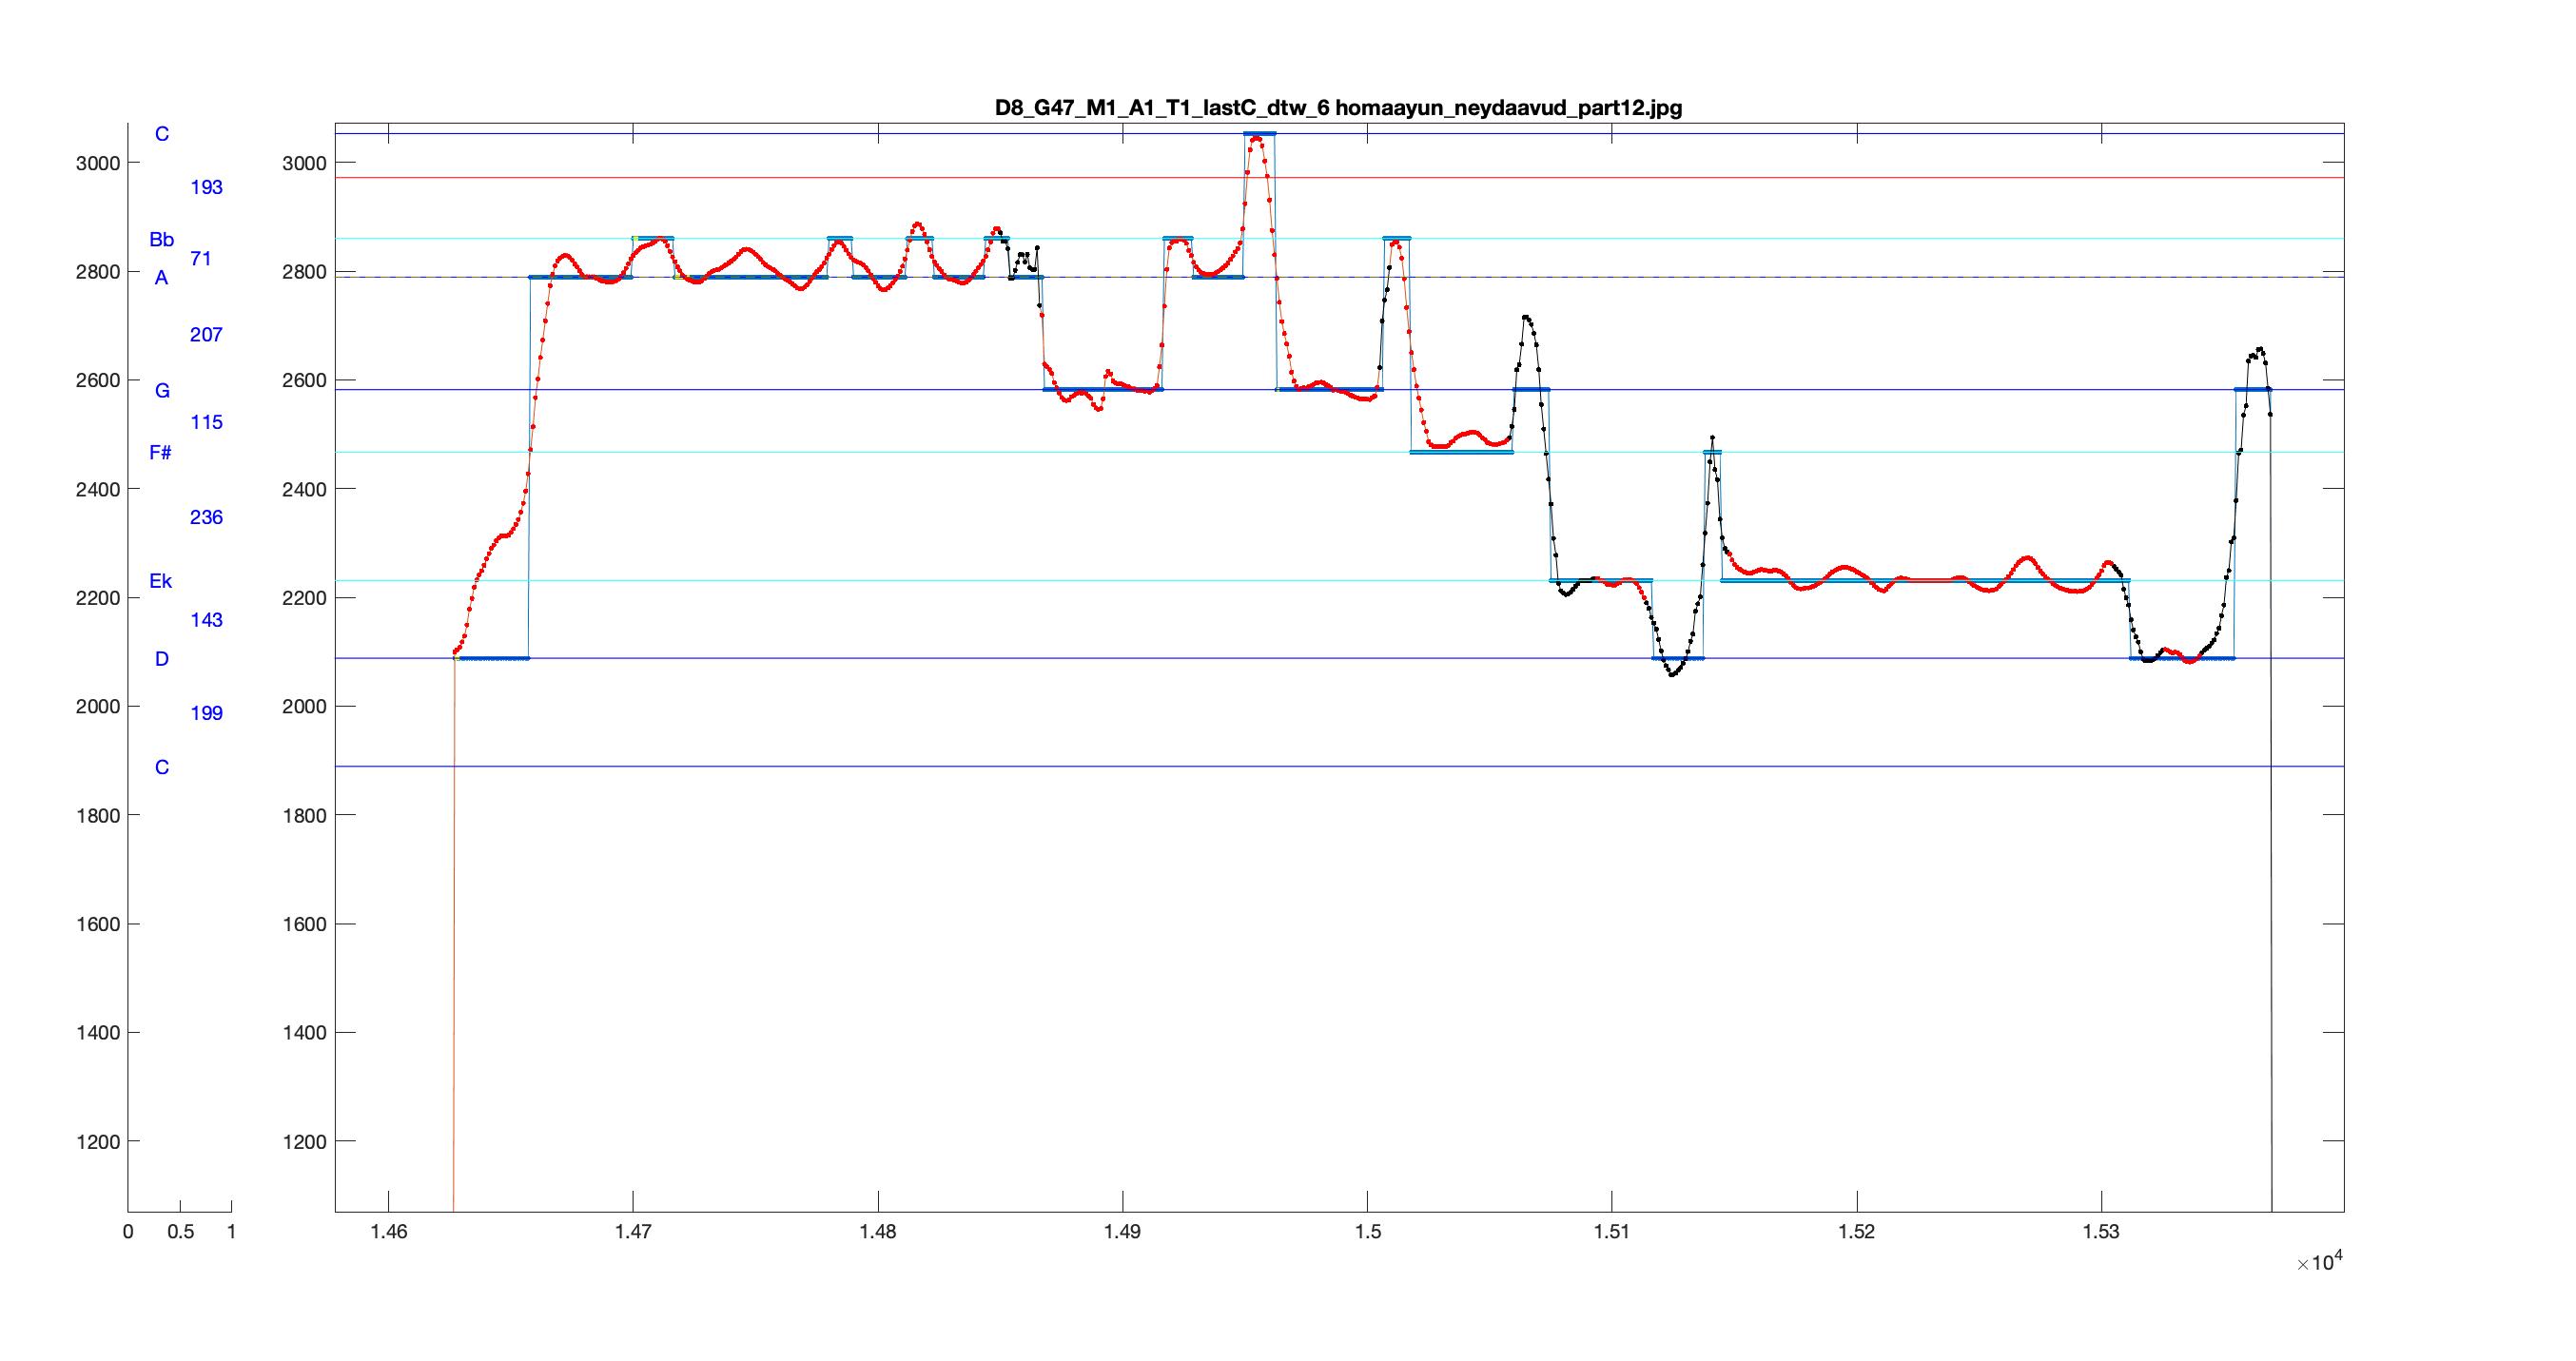 D8_G47_M1_A1_T1_lastC_dtw_6 homaayun_neydaavud_part12.jpg
C
3000 3000
193
Bb
71
2800 A 2800
207
2600 G 2600
115
F#
2400 2400
236
Ek
2200 2200
143
D
2000 199 2000
C
1800 1800
1600 1600
1400 1400
1200 1200
0 0.5 1 1.46 1.47 1.48 1.49 1.5 1.51 1.52 1.53
×10^4